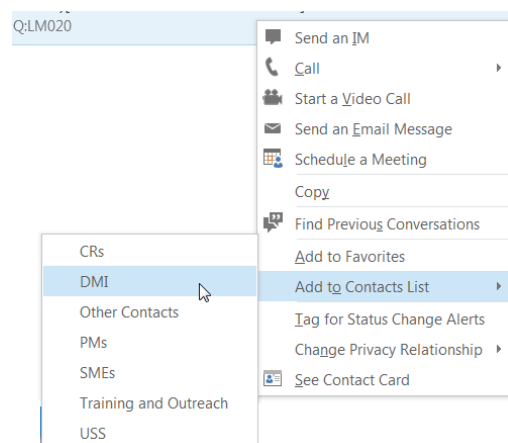 Q:LM020
Send an IM
Call
Start a Video Call
Send an Email Message
Schedule a Meeting
Copy
Find Previous Conversations
Add to Favorites
Add to Contacts List
Tag for Status Change Alerts
Change Privacy Relationship
See Contact Card
CRs
DMI
Other Contacts
PMs
SMEs
Training and Outreach
USS